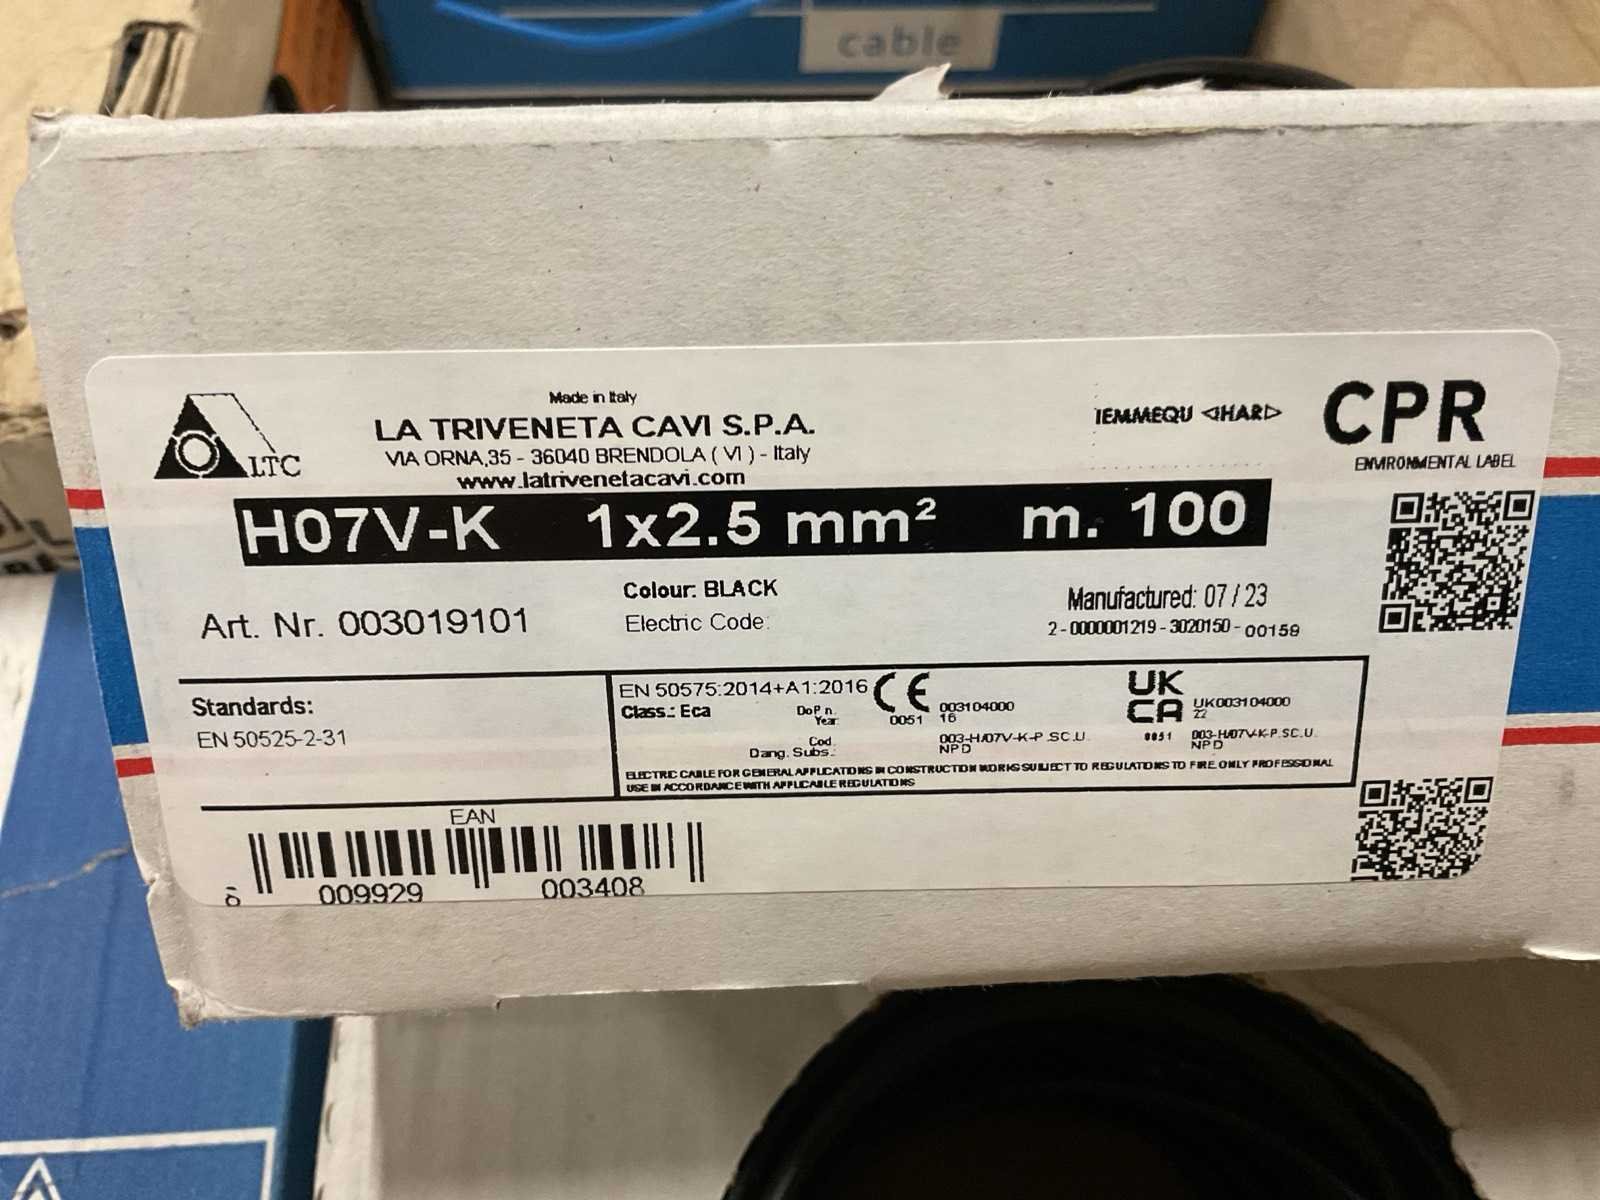 cable
Made in Italy
LA TRIVENETA CAVI S.P.A.
VIA ORNA,35 - 36040 BRENDOLA ( VI ) - Italy
www.latrivenetacavi.com
LTC
IEMMEQU ◁HAR▷
CPR
ENVIRONMENTAL LABEL
H07V-K 1x2.5 mm² m. 100
Art. Nr. 003019101
Colour: BLACK
Electric Code:
Manufactured: 07 / 23
2 - 0000001219 - 3020150 - 00159
Standards:
EN 50525-2-31
EN 50575:2014+A1:2016 CE UK
Class.: Eca DoP n. 003104000 CA UK003104000
Year 0051 16 22
Cod. 003-H07V-K-P.SC.U. 0051 003-H07V-K-P.SC.U.
Dang. Subs.: NPD NPD
ELECTRIC CABLE FOR GENERAL APPLICATIONS IN CONSTRUCTION WORKS SUBJECT TO REGULATIONS TO FIRE. ONLY PROFESSIONAL
USE IN ACCORDANCE WITH APPLICABLE REGULATIONS
EAN
009929 003408